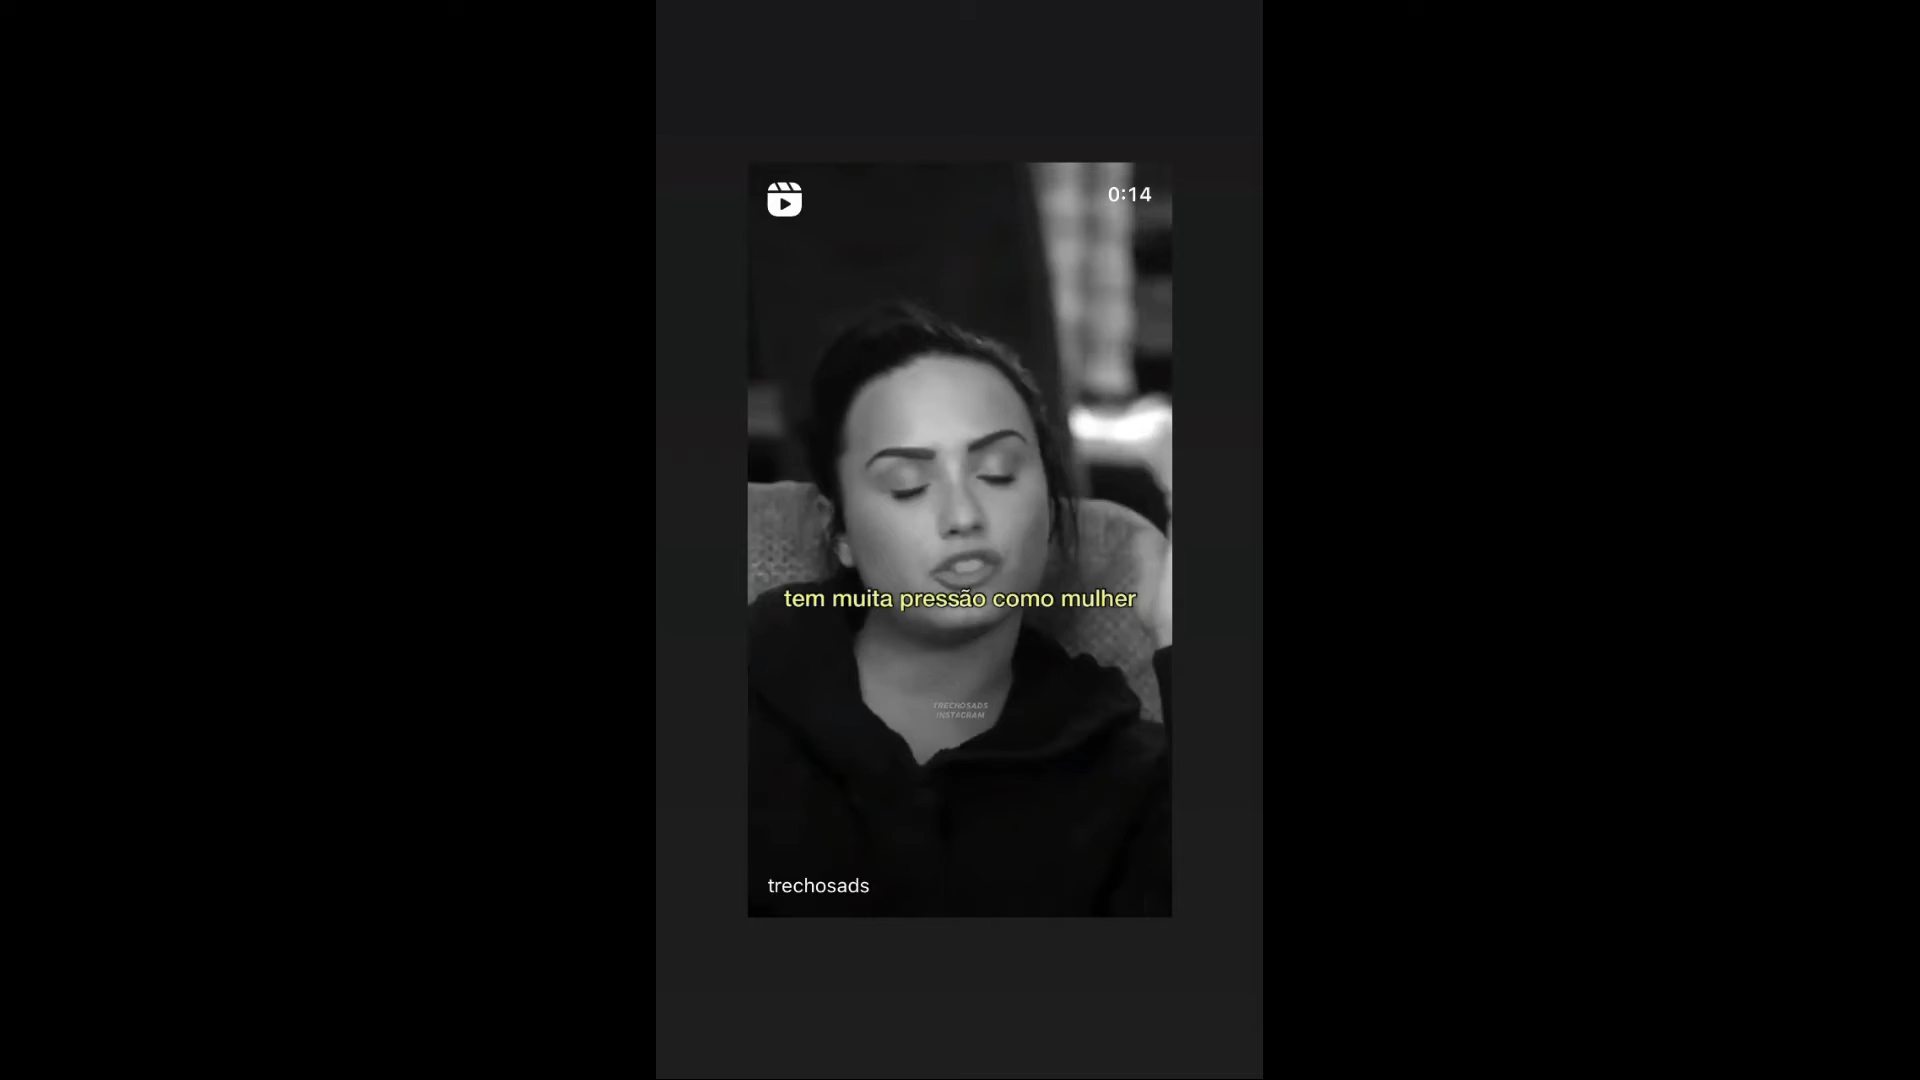 0:14
tem muita pressão como mulher
TRECHOSADS
INSTAGRAM
trechosads